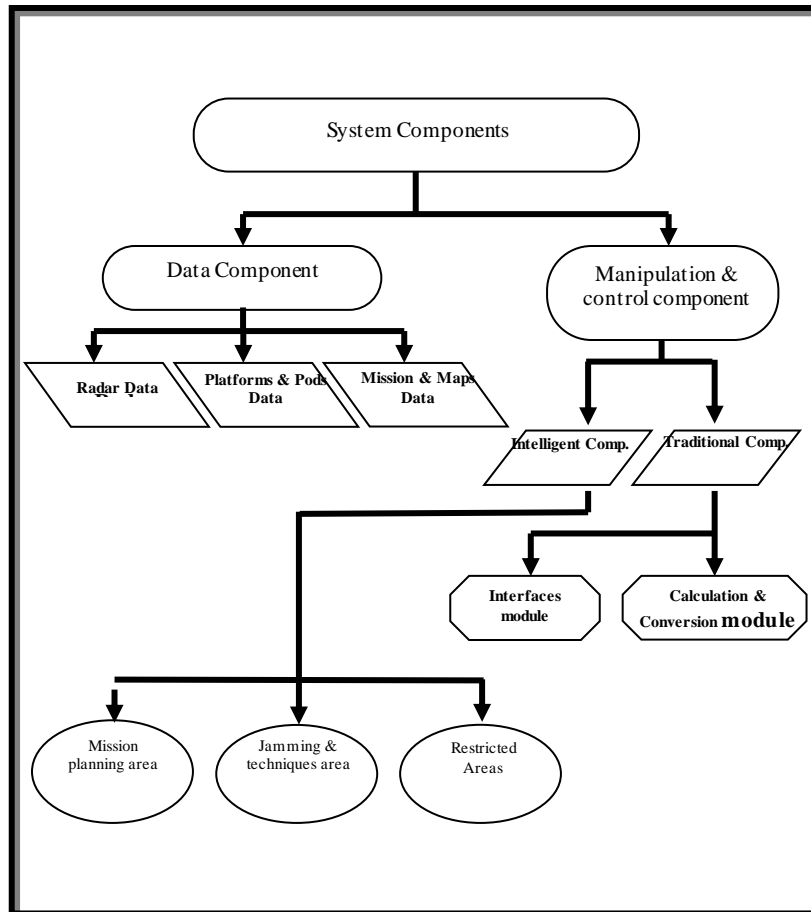 System Components
Data Component
Manipulation &
control component
Radar Data
Platforms & Pods
Data
Mission & Maps
Data
Intelligent Comp.
Traditional Comp.
Interfaces
module
Calculation &
Conversion module
Mission
planning area
Jamming &
techniques area
Restricted
Areas